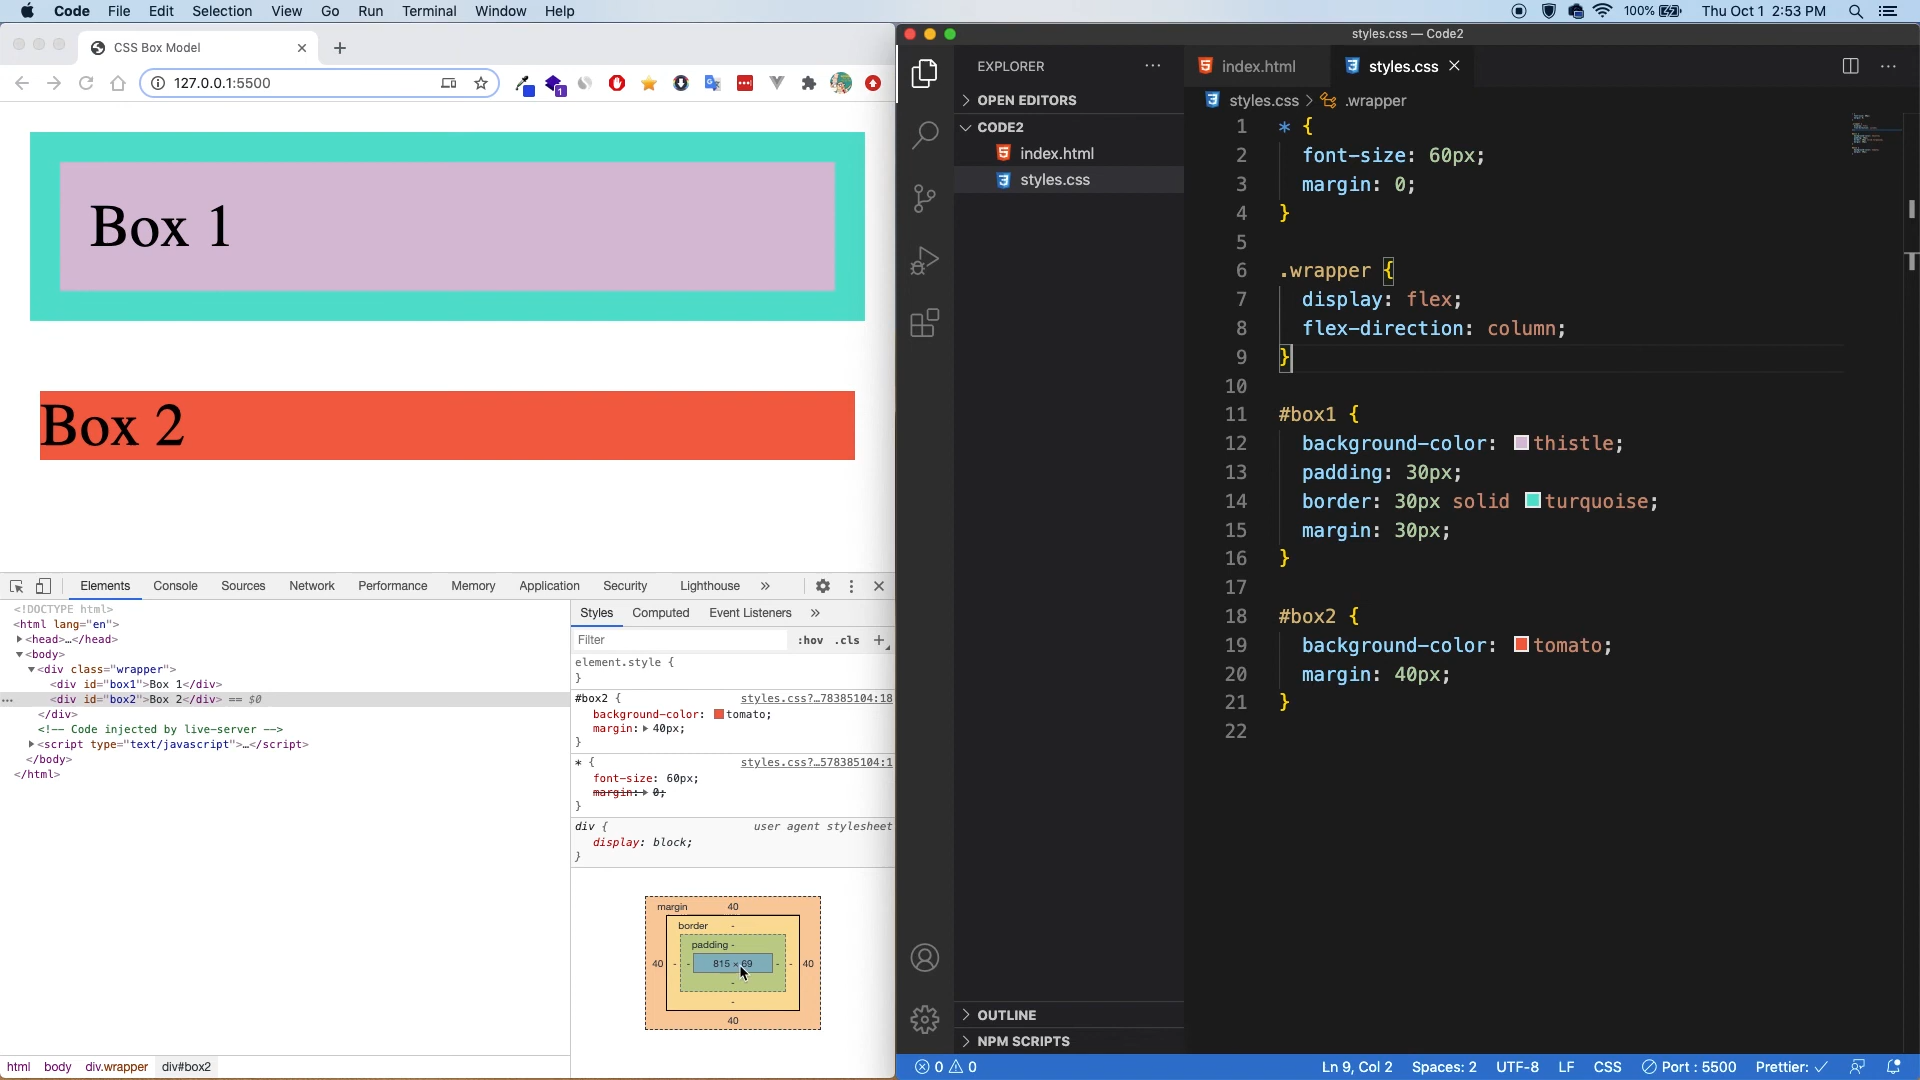 Code File Edit Selection View Go Run Terminal Window Help
100% Thu Oct 1 2:53 PM
CSS Box Model
127.0.0.1:5500
1
Box 1
Box 2
Elements Console Sources Network Performance Memory Application Security Lighthouse »
<!DOCTYPE html>
<html lang="en">
<head>…</head>
<body>
<div class="wrapper">
<div id="box1">Box 1</div>
<div id="box2">Box 2</div> == $0
</div>
<!-- Code injected by live-server -->
<script type="text/javascript">…</script>
</body>
</html>
html body div.wrapper div#box2
Styles Computed Event Listeners »
Filter :hov .cls +
element.style {
}
#box2 { styles.css?…78385104:18
background-color: tomato;
margin: 40px;
}
* { styles.css?…578385104:1
font-size: 60px;
margin: 0;
}
div { user agent stylesheet
display: block;
}
margin 40
border -
padding -
40 - - 815 × 69 - - 40
-
-
40
styles.css — Code2
EXPLORER
OPEN EDITORS
CODE2
index.html
styles.css
OUTLINE
NPM SCRIPTS
index.html styles.css
styles.css > .wrapper
1 * {
2 font-size: 60px;
3 margin: 0;
4 }
5
6 .wrapper {
7 display: flex;
8 flex-direction: column;
9 }
10
11 #box1 {
12 background-color: thistle;
13 padding: 30px;
14 border: 30px solid turquoise;
15 margin: 30px;
16 }
17
18 #box2 {
19 background-color: tomato;
20 margin: 40px;
21 }
22
0 0 Ln 9, Col 2 Spaces: 2 UTF-8 LF CSS Port : 5500 Prettier: ✓